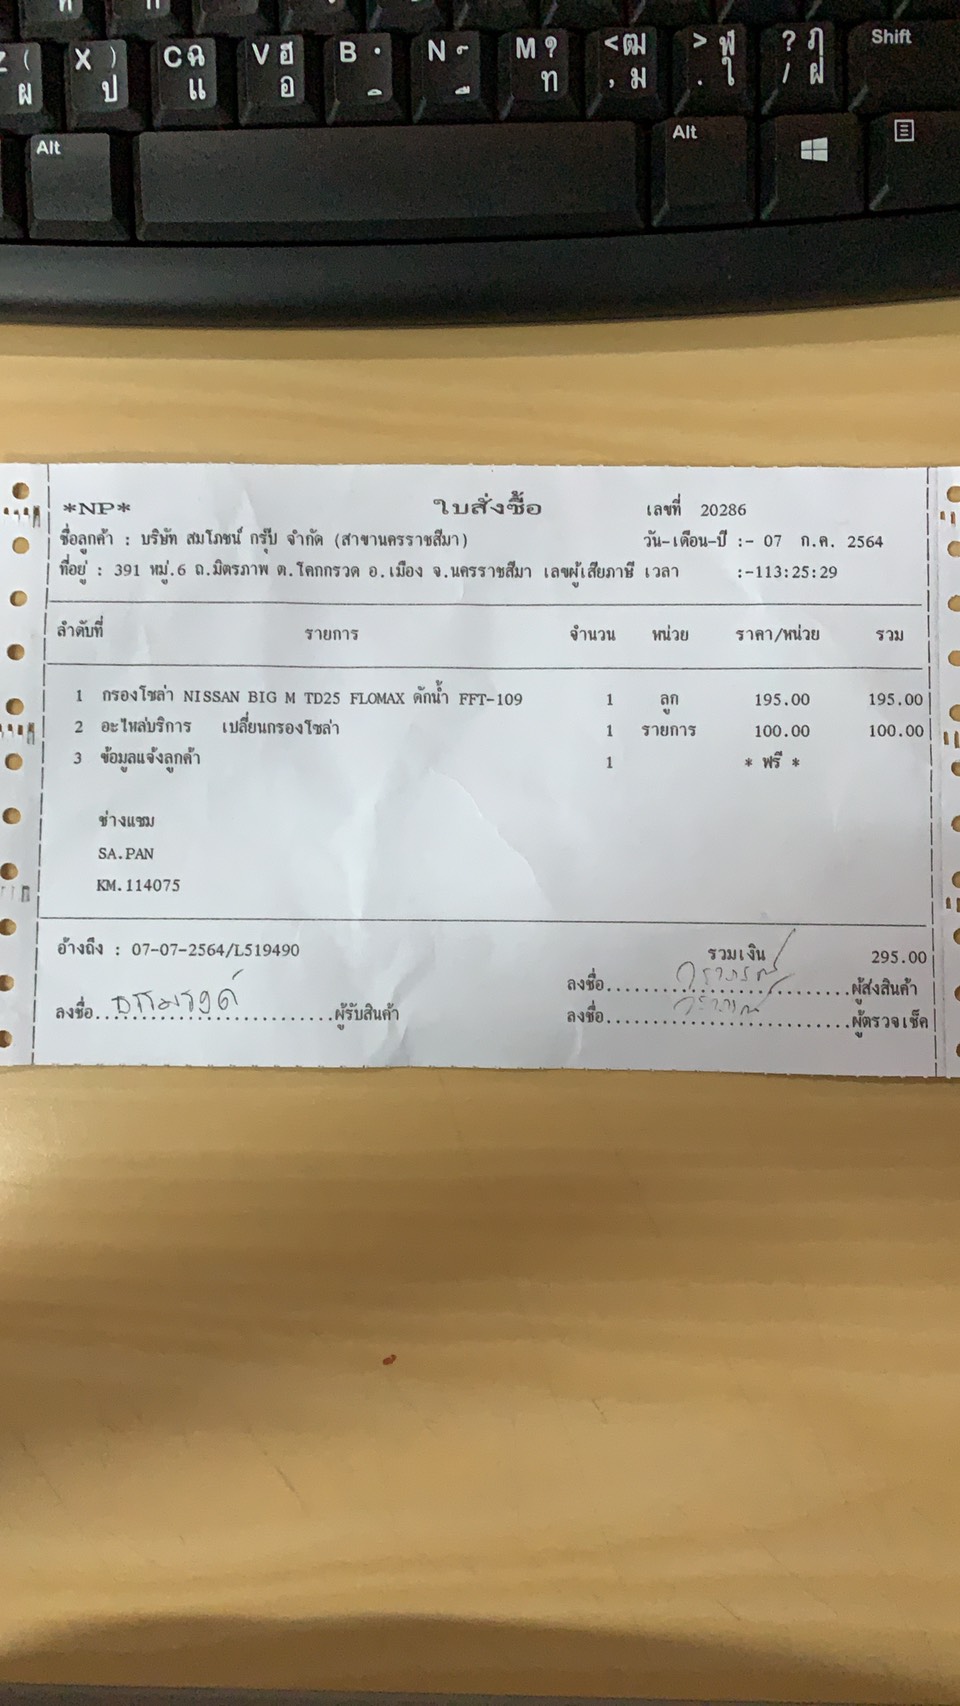 Z ( ผ
X ) ป
C ฉ แ
V ฮ อ
B
N
M ท
< ฒ , ม
> ฬ . ใ
? ฦ / ฝ
Shift
Alt
Alt
*NP* ใบสั่งซื้อ เลขที่ 20286
ชื่อลูกค้า : บริษัท สมโภชน์ กรุ๊ป จำกัด (สาขานครราชสีมา) วัน-เดือน-ปี :- 07 ก.ค. 2564
ที่อยู่ : 391 หมู่.6 ถ.มิตรภาพ ต.โคกกรวด อ.เมือง จ.นครราชสีมา เลขผู้เสียภาษี เวลา :-113:25:29
ลำดับที่ รายการ จำนวน หน่วย ราคา/หน่วย รวม
1 กรองโซล่า NISSAN BIG M TD25 FLOMAX ดักน้ำ FFT-109 1 ลูก 195.00 195.00
2 อะไหล่บริการ เปลี่ยนกรองโซล่า 1 รายการ 100.00 100.00
3 ข้อมูลแจ้งลูกค้า 1 * ฟรี *
ช่างแชม
SA.PAN
KM.114075
อ้างถึง : 07-07-2564/L519490 รวมเงิน 295.00
ลงชื่อ..............................ผู้ส่งสินค้า
ลงชื่อ..............................ผู้รับสินค้า
ลงชื่อ..............................ผู้ตรวจเช็ค